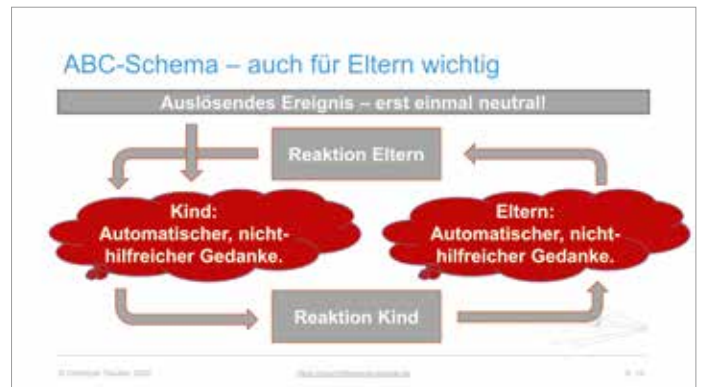 ABC-Schema – auch für Eltern wichtig
Auslösendes Ereignis – erst einmal neutral!
Reaktion Eltern
Kind:
Automatischer, nicht-
hilfreicher Gedanke.
Eltern:
Automatischer, nicht-
hilfreicher Gedanke.
Reaktion Kind